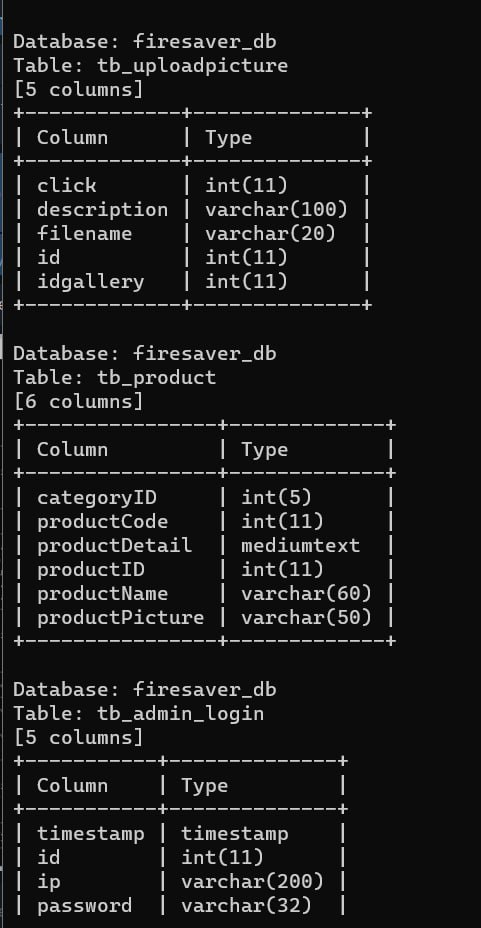 Database: firesaver_db
Table: tb_uploadpicture
[5 columns]
+-------------+--------------+
| Column      | Type         |
+-------------+--------------+
| click       | int(11)      |
| description | varchar(100) |
| filename    | varchar(20)  |
| id          | int(11)      |
| idgallery   | int(11)      |
+-------------+--------------+

Database: firesaver_db
Table: tb_product
[6 columns]
+----------------+-------------+
| Column         | Type        |
+----------------+-------------+
| categoryID     | int(5)      |
| productCode    | int(11)     |
| productDetail  | mediumtext  |
| productID      | int(11)     |
| productName    | varchar(60) |
| productPicture | varchar(50) |
+----------------+-------------+

Database: firesaver_db
Table: tb_admin_login
[5 columns]
+-----------+--------------+
| Column    | Type         |
+-----------+--------------+
| timestamp | timestamp    |
| id        | int(11)      |
| ip        | varchar(200) |
| password  | varchar(32)  |